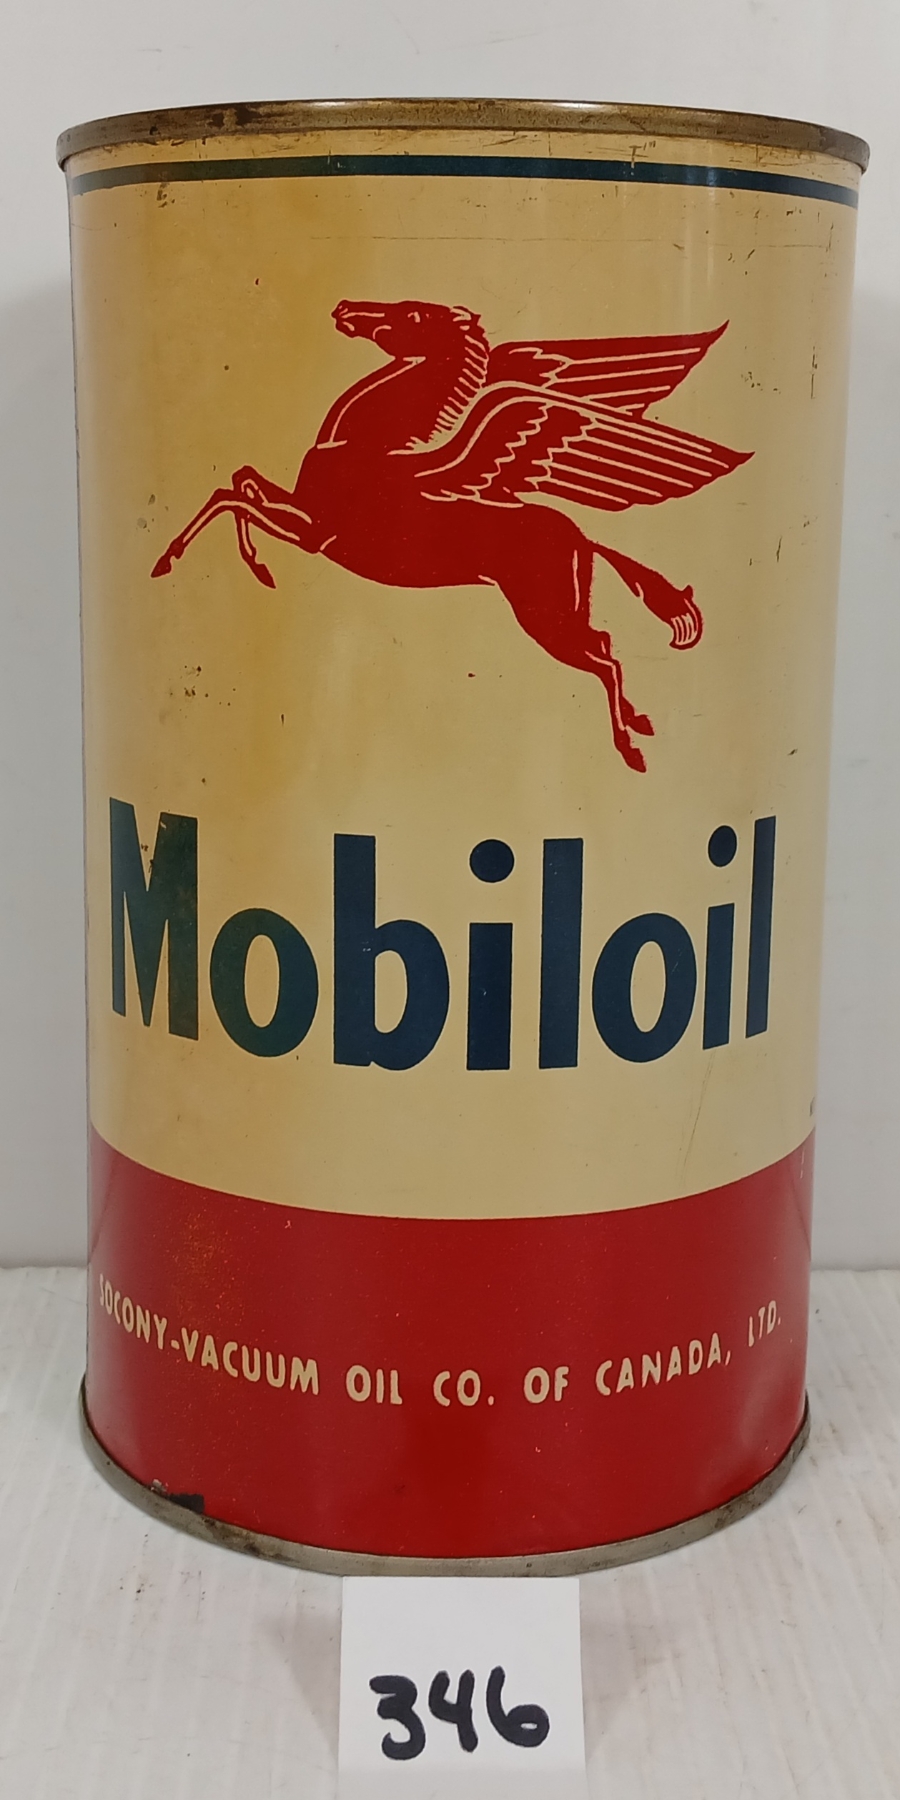 Mobiloil
SOCONY-VACUUM OIL CO. OF CANADA, LTD.
346